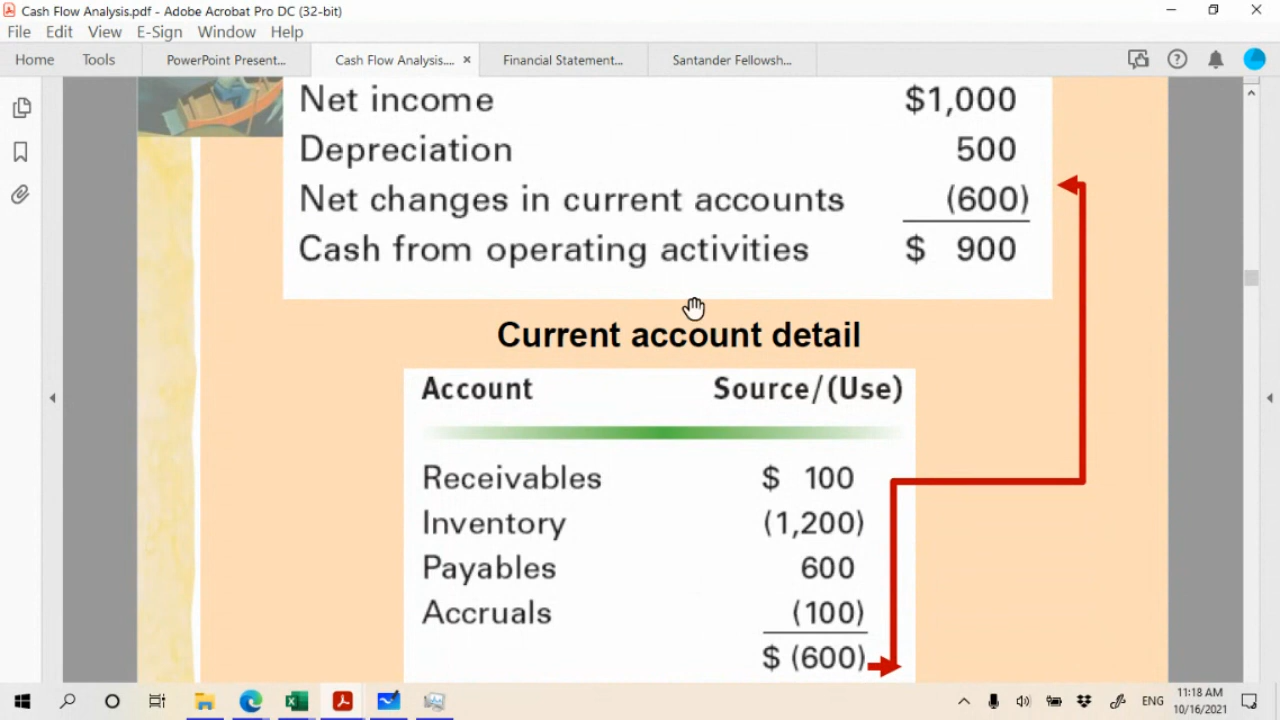 Cash Flow Analysis.pdf - Adobe Acrobat Pro DC (32-bit)
File Edit View E-Sign Window Help
Home Tools PowerPoint Present... Cash Flow Analysis.... × Financial Statement... Santander Fellowsh...
Net income $1,000
Depreciation 500
Net changes in current accounts (600)
Cash from operating activities $ 900
Current account detail
Account Source/(Use)
Receivables $ 100
Inventory (1,200)
Payables 600
Accruals (100)
$ (600)
ENG 11:18 AM
10/16/2021